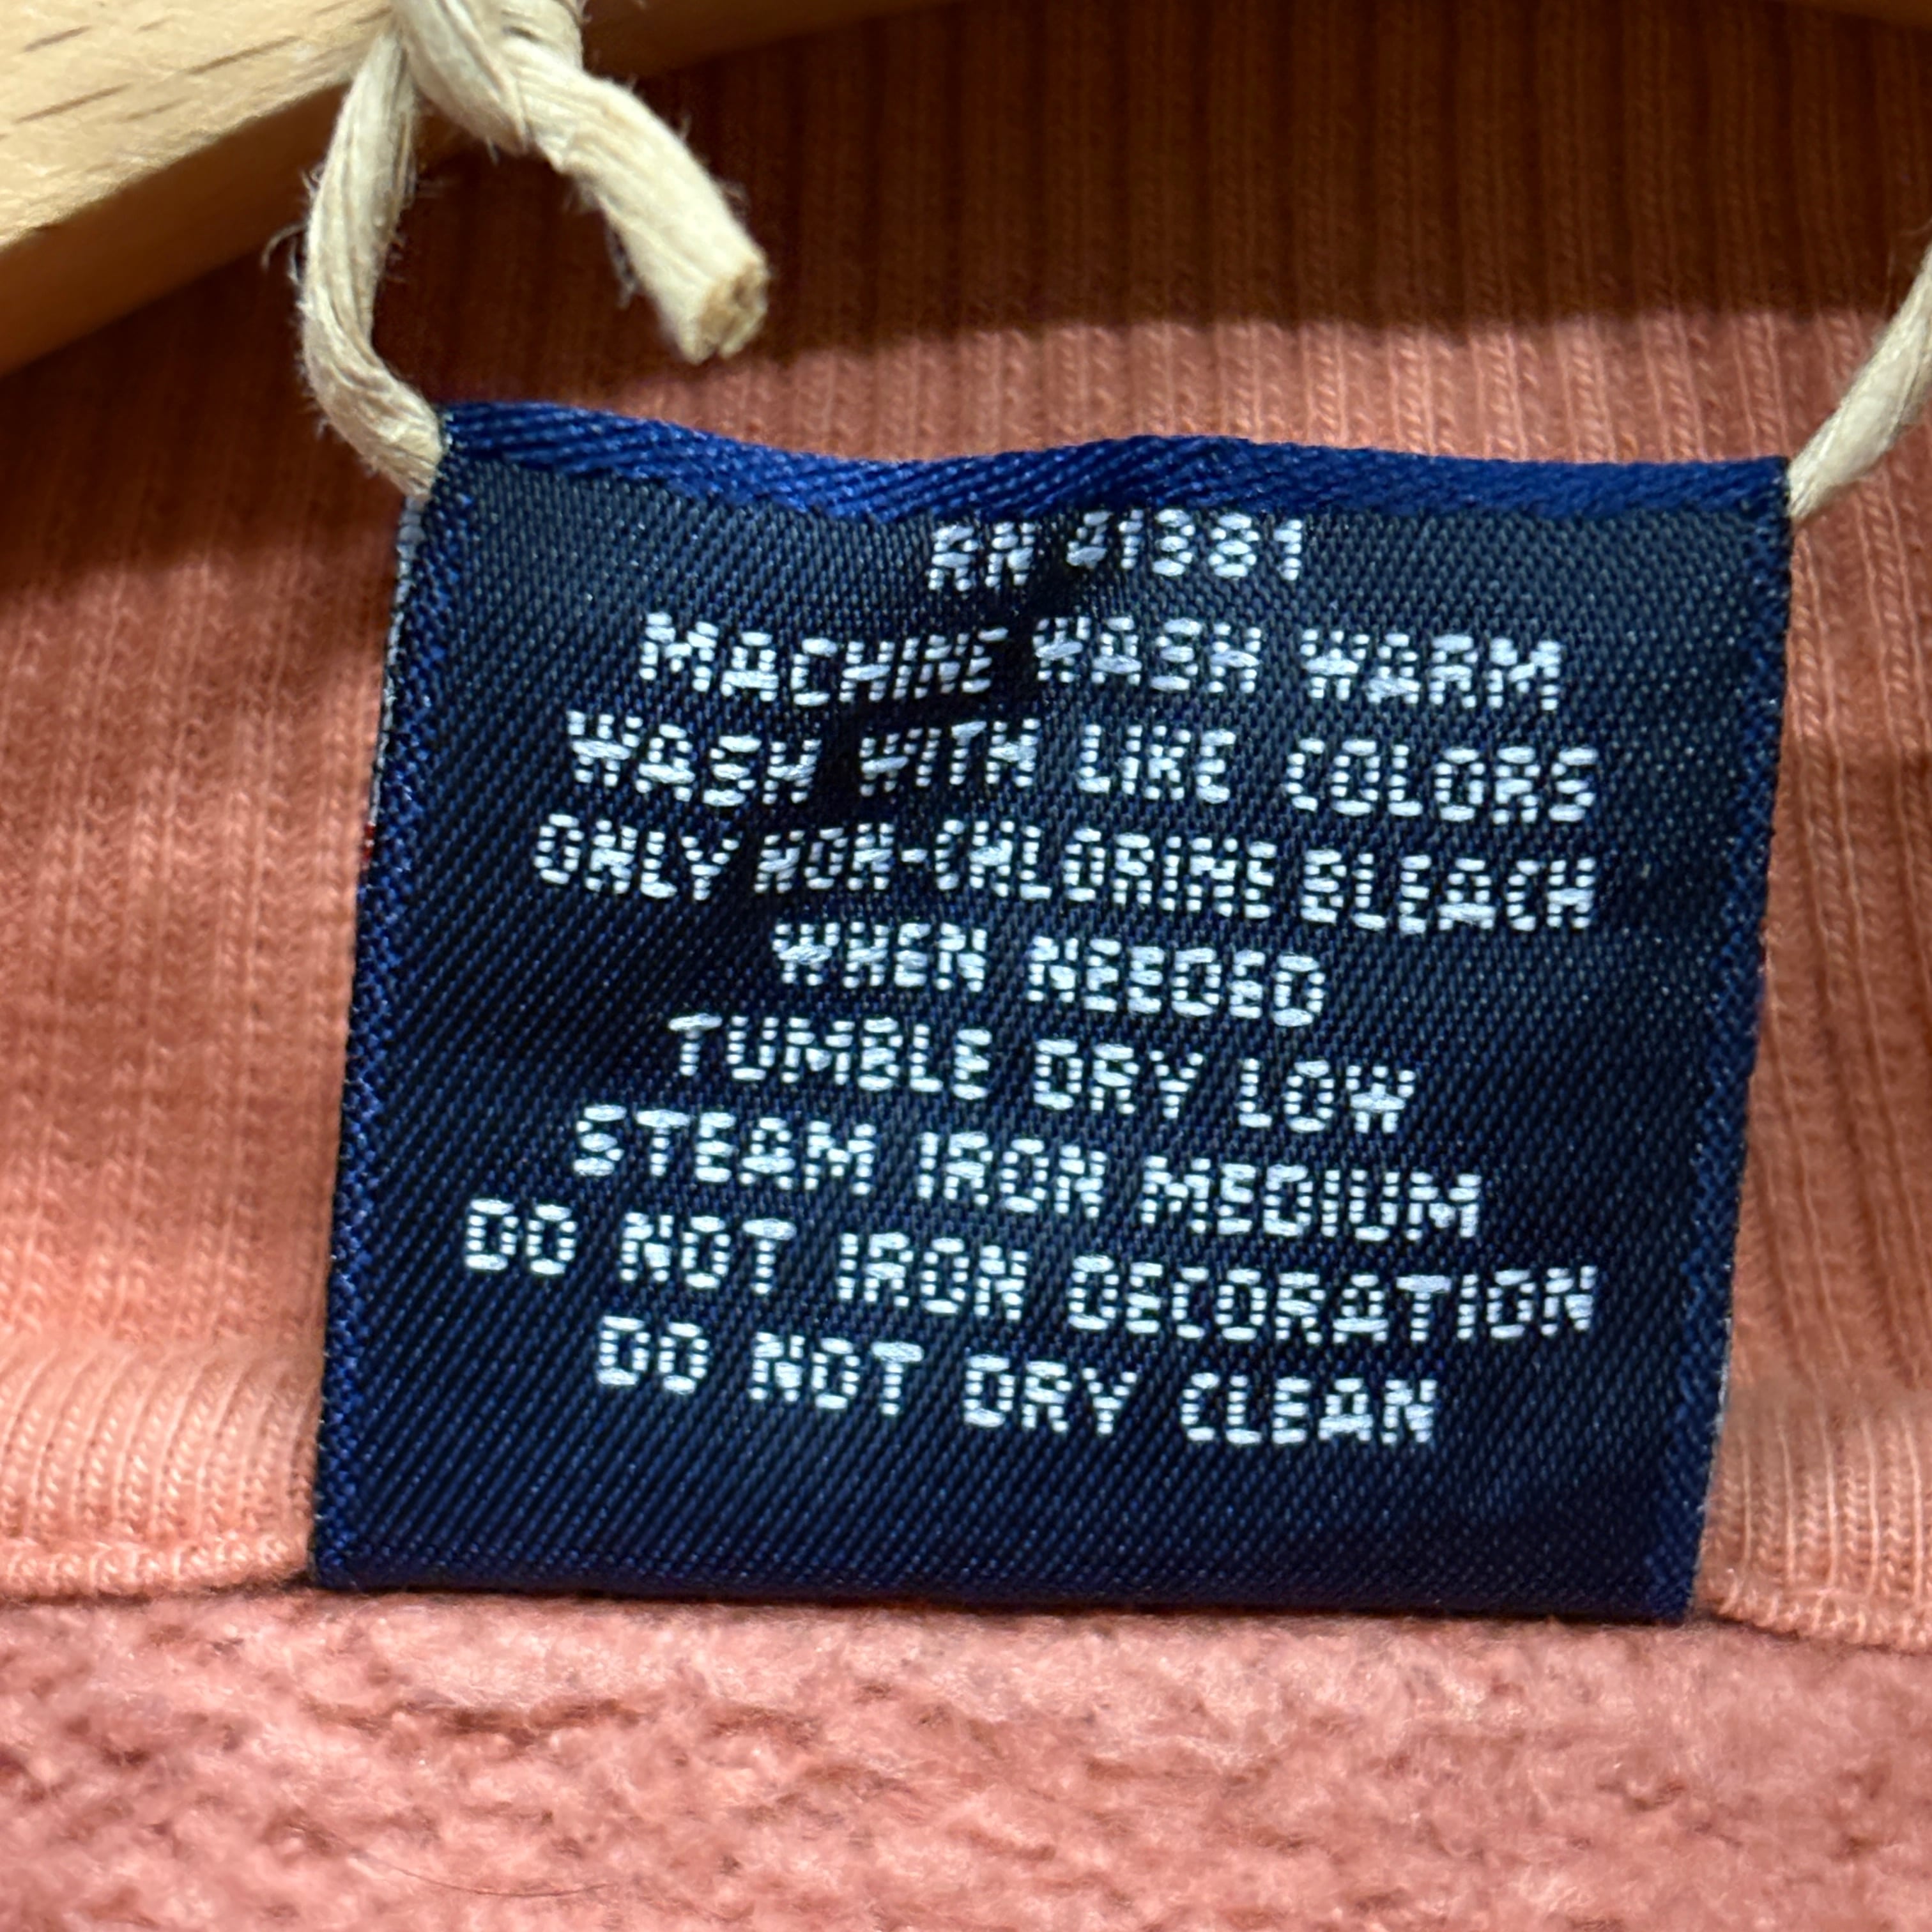 RN 41381
MACHINE WASH WARM
WASH WITH LIKE COLORS
ONLY NON-CHLORINE BLEACH
WHEN NEEDED
TUMBLE DRY LOW
STEAM IRON MEDIUM
DO NOT IRON DECORATION
DO NOT DRY CLEAN